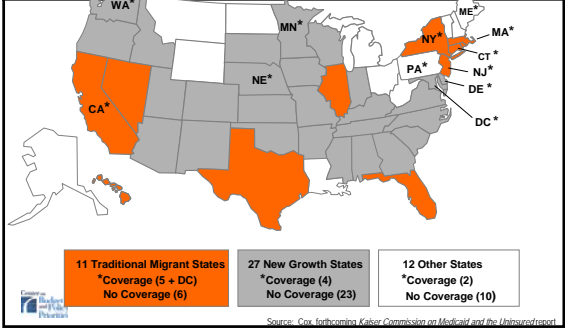 WA*
ME*
MN*
NY*
MA*
CT*
NE*
PA*
NJ*
DE*
CA*
DC*
11 Traditional Migrant States
*Coverage (5 + DC)
No Coverage (6)
27 New Growth States
*Coverage (4)
No Coverage (23)
12 Other States
*Coverage (2)
No Coverage (10)
Center on
Budget
and Policy
Priorities
Source: Cox, forthcoming Kaiser Commission on Medicaid and the Uninsured report